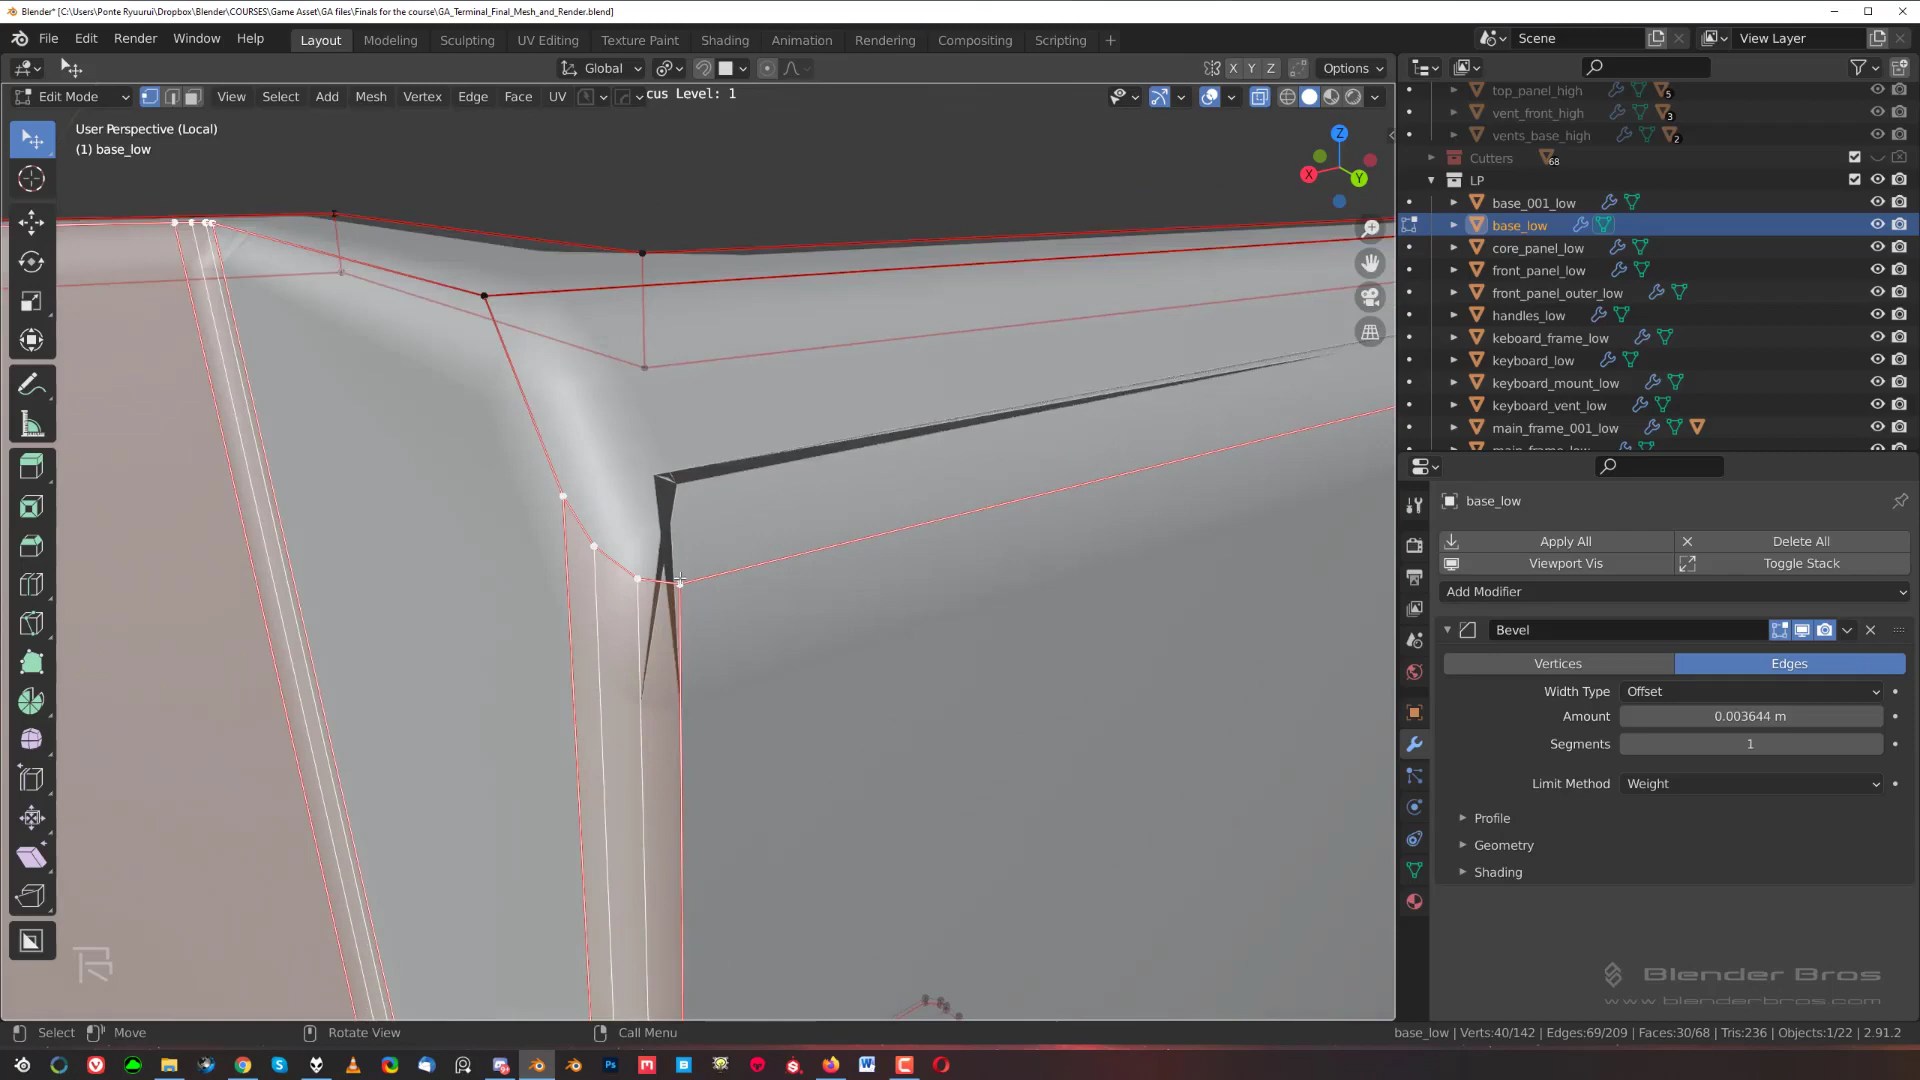 Blender* [C:\Users\Ponte Ryuurui\Dropbox\Blender\COURSES\Game Asset\GA files\Finals for the course\GA_Terminal_Final_Mesh_and_Render.blend]
File Edit Render Window Help Layout Modeling Sculpting UV Editing Texture Paint Shading Animation Rendering Compositing Scripting + Scene View Layer
Global X Y Z Options
Edit Mode View Select Add Mesh Vertex Edge Face UV cus Level: 1
User Perspective (Local)
(1) base_low
Z
X
Y
top_panel_high 5
vent_front_high 3
vents_base_high 2
Cutters 68
LP
base_001_low
base_low
core_panel_low
front_panel_low
front_panel_outer_low
handles_low
keboard_frame_low
keyboard_low
keyboard_mount_low
keyboard_vent_low
main_frame_001_low
base_low
Apply All Delete All
Viewport Vis Toggle Stack
Add Modifier
Bevel
Vertices Edges
Width Type Offset
Amount 0.003644 m
Segments 1
Limit Method Weight
Profile
Geometry
Shading
Blender Bros
www.blenderbros.com
Select Move Rotate View Call Menu base_low | Verts:40/142 | Edges:69/209 | Faces:30/68 | Tris:236 | Objects:1/22 | 2.91.2